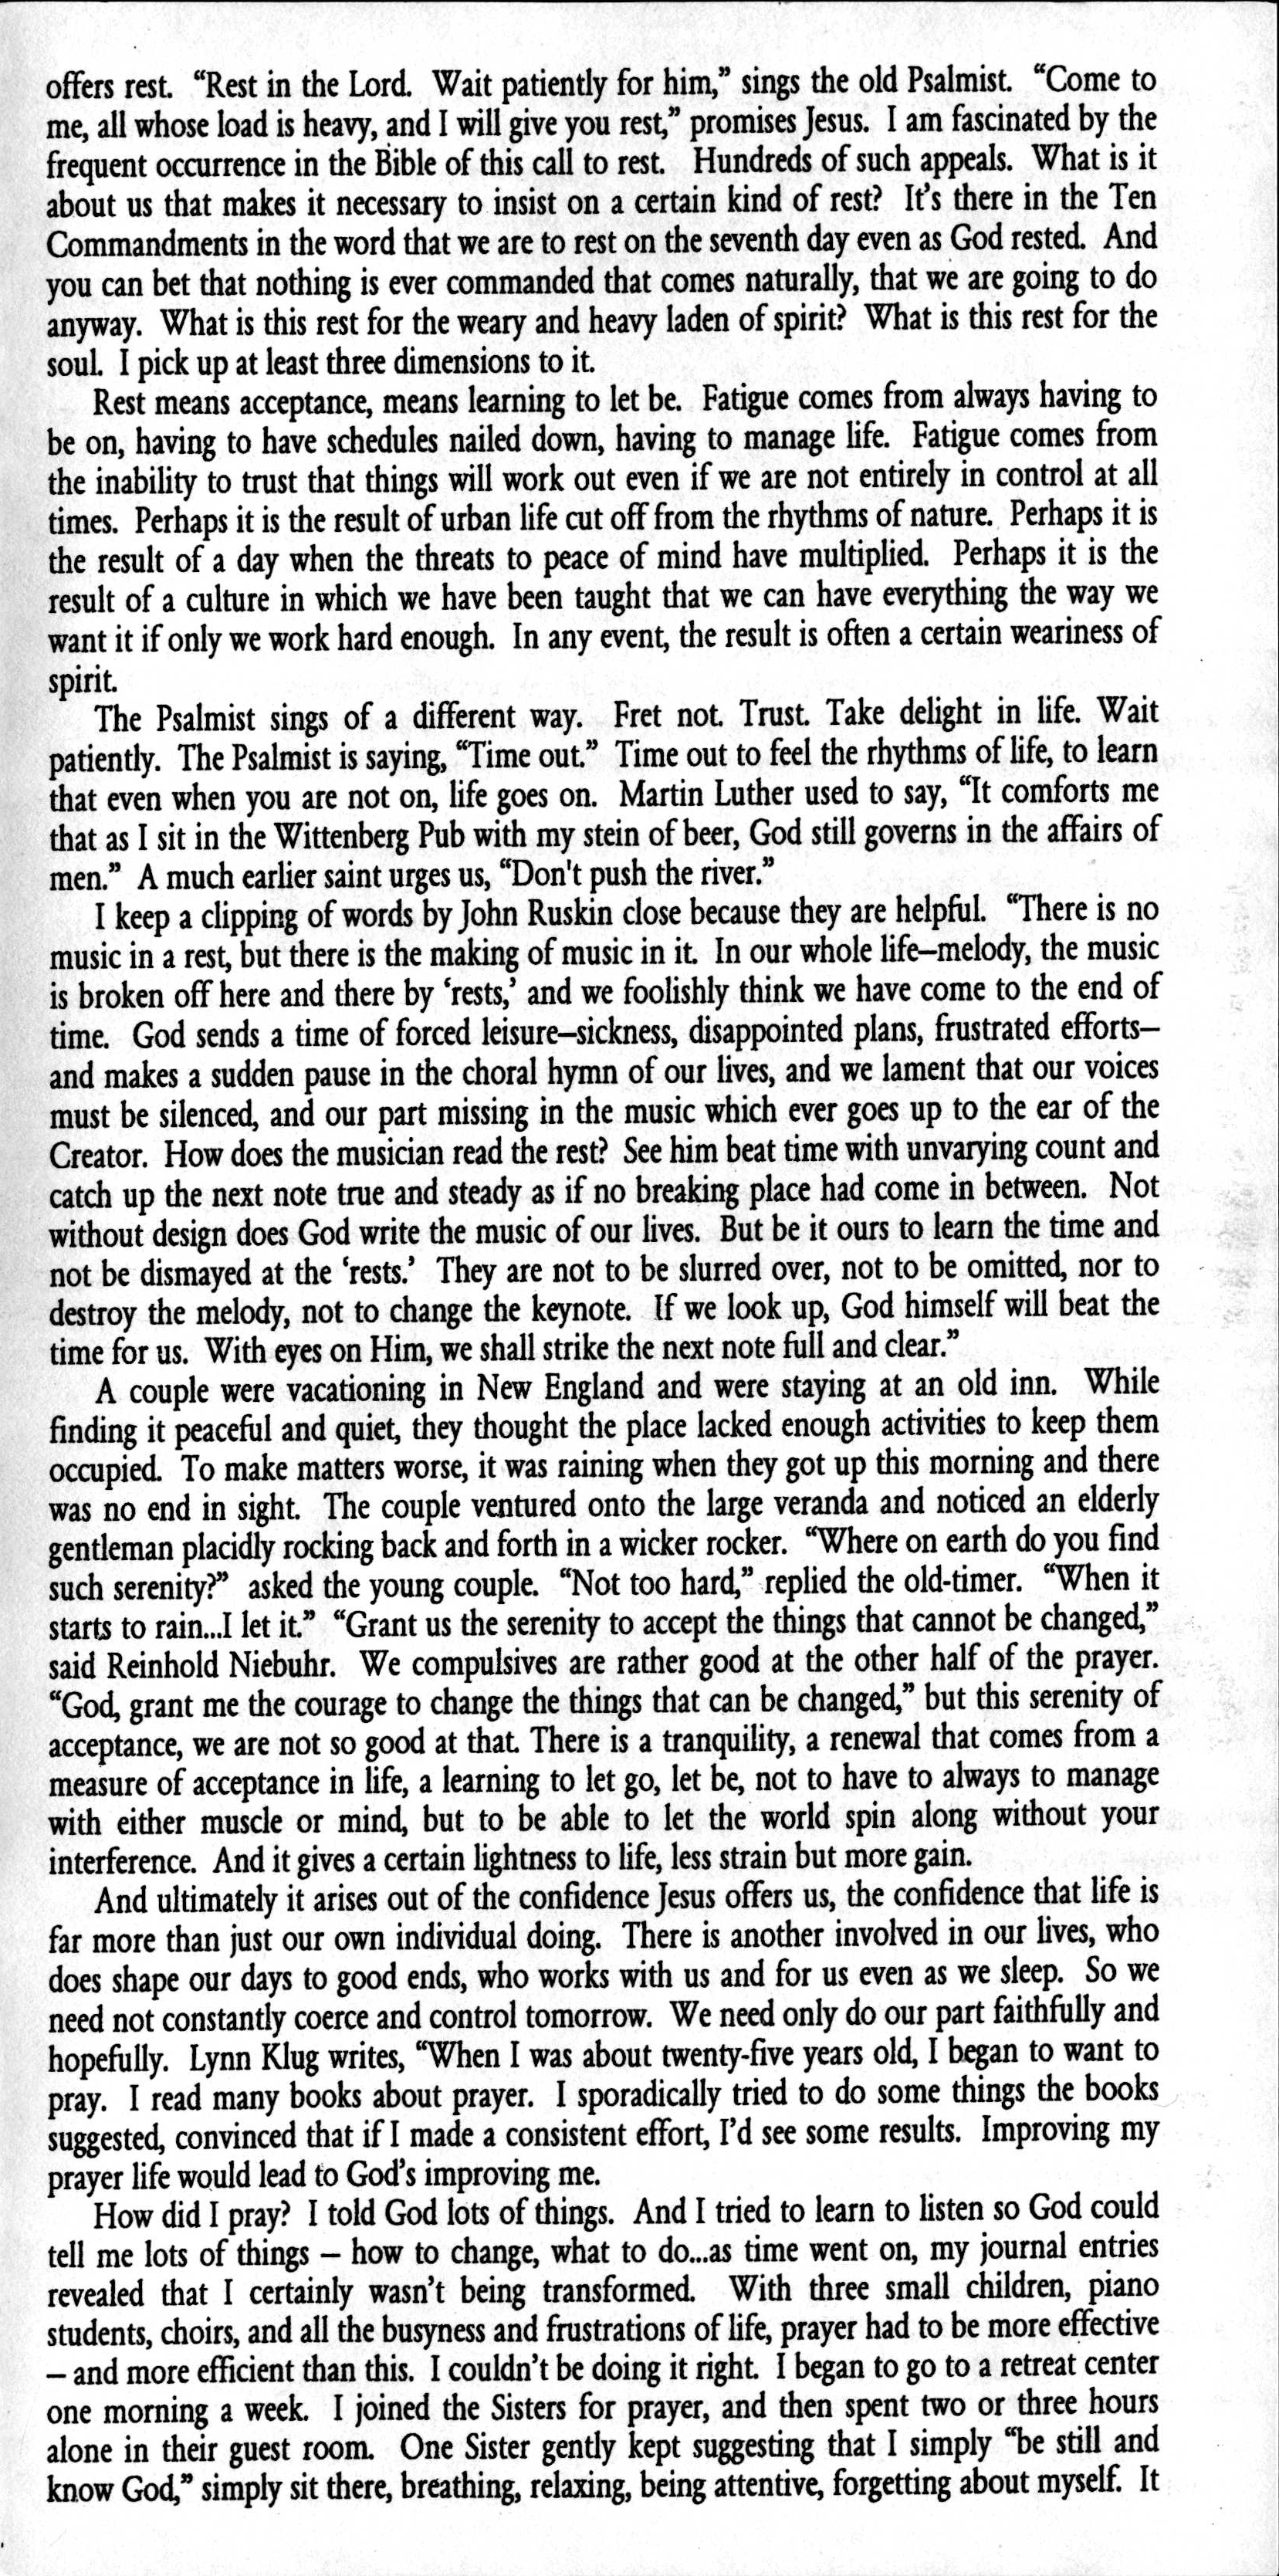 offers rest.  “Rest in the Lord.  Wait patiently for him,” sings the old Psalmist.  “Come to
me, all whose load is heavy, and I will give you rest,” promises Jesus.  I am fascinated by the
frequent occurrence in the Bible of this call to rest.  Hundreds of such appeals.  What is it
about us that makes it necessary to insist on a certain kind of rest?  It’s there in the Ten
Commandments in the word that we are to rest on the seventh day even as God rested.  And
you can bet that nothing is ever commanded that comes naturally, that we are going to do
anyway.  What is this rest for the weary and heavy laden of spirit?  What is this rest for the
soul.  I pick up at least three dimensions to it.
Rest means acceptance, means learning to let be.  Fatigue comes from always having to
be on, having to have schedules nailed down, having to manage life.  Fatigue comes from
the inability to trust that things will work out even if we are not entirely in control at all
times.  Perhaps it is the result of urban life cut off from the rhythms of nature.  Perhaps it is
the result of a day when the threats to peace of mind have multiplied.  Perhaps it is the
result of a culture in which we have been taught that we can have everything the way we
want it if only we work hard enough.  In any event, the result is often a certain weariness of
spirit.
The Psalmist sings of a different way.  Fret not. Trust. Take delight in life. Wait
patiently.  The Psalmist is saying, “Time out.”  Time out to feel the rhythms of life, to learn
that even when you are not on, life goes on.  Martin Luther used to say, “It comforts me
that as I sit in the Wittenberg Pub with my stein of beer, God still governs in the affairs of
men.”  A much earlier saint urges us, “Don't push the river.”
I keep a clipping of words by John Ruskin close because they are helpful.  “There is no
music in a rest, but there is the making of music in it.  In our whole life–melody, the music
is broken off here and there by ‘rests,’ and we foolishly think we have come to the end of
time.  God sends a time of forced leisure–sickness, disappointed plans, frustrated efforts–
and makes a sudden pause in the choral hymn of our lives, and we lament that our voices
must be silenced, and our part missing in the music which ever goes up to the ear of the
Creator.  How does the musician read the rest?  See him beat time with unvarying count and
catch up the next note true and steady as if no breaking place had come in between.  Not
without design does God write the music of our lives.  But be it ours to learn the time and
not be dismayed at the ‘rests.’  They are not to be slurred over, not to be omitted, nor to
destroy the melody, not to change the keynote.  If we look up, God himself will beat the
time for us.  With eyes on Him, we shall strike the next note full and clear.”
A couple were vacationing in New England and were staying at an old inn.  While
finding it peaceful and quiet, they thought the place lacked enough activities to keep them
occupied.  To make matters worse, it was raining when they got up this morning and there
was no end in sight.  The couple ventured onto the large veranda and noticed an elderly
gentleman placidly rocking back and forth in a wicker rocker.  “Where on earth do you find
such serenity?”  asked the young couple.  “Not too hard,” replied the old-timer.  “When it
starts to rain...I let it.”  “Grant us the serenity to accept the things that cannot be changed,”
said Reinhold Niebuhr.  We compulsives are rather good at the other half of the prayer.
“God, grant me the courage to change the things that can be changed,” but this serenity of
acceptance, we are not so good at that. There is a tranquility, a renewal that comes from a
measure of acceptance in life, a learning to let go, let be, not to have to always to manage
with either muscle or mind, but to be able to let the world spin along without your
interference.  And it gives a certain lightness to life, less strain but more gain.
And ultimately it arises out of the confidence Jesus offers us, the confidence that life is
far more than just our own individual doing.  There is another involved in our lives, who
does shape our days to good ends, who works with us and for us even as we sleep.  So we
need not constantly coerce and control tomorrow.  We need only do our part faithfully and
hopefully.  Lynn Klug writes, “When I was about twenty-five years old, I began to want to
pray.  I read many books about prayer.  I sporadically tried to do some things the books
suggested, convinced that if I made a consistent effort, I’d see some results.  Improving my
prayer life would lead to God’s improving me.
How did I pray?  I told God lots of things.  And I tried to learn to listen so God could
tell me lots of things – how to change, what to do...as time went on, my journal entries
revealed that I certainly wasn’t being transformed.  With three small children, piano
students, choirs, and all the busyness and frustrations of life, prayer had to be more effective
– and more efficient than this.  I couldn’t be doing it right.  I began to go to a retreat center
one morning a week.  I joined the Sisters for prayer, and then spent two or three hours
alone in their guest room.  One Sister gently kept suggesting that I simply “be still and
know God,” simply sit there, breathing, relaxing, being attentive, forgetting about myself.  It